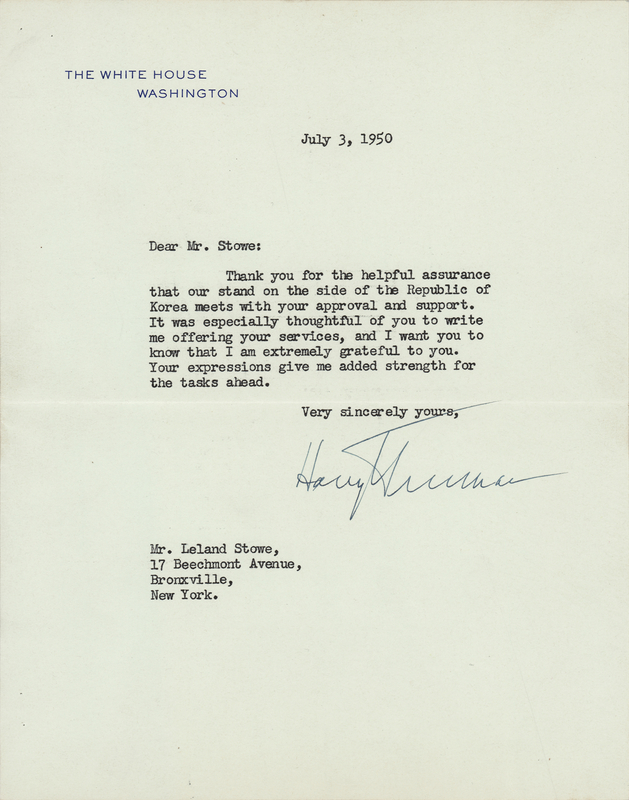 THE WHITE HOUSE
WASHINGTON
July 3, 1950
Dear Mr. Stowe:
Thank you for the helpful assurance
that our stand on the side of the Republic of
Korea meets with your approval and support.
It was especially thoughtful of you to write
me offering your services, and I want you to
know that I am extremely grateful to you.
Your expressions give me added strength for
the tasks ahead.
Very sincerely yours,
Harry Truman
Mr. Leland Stowe,
17 Beechmont Avenue,
Bronxville,
New York.